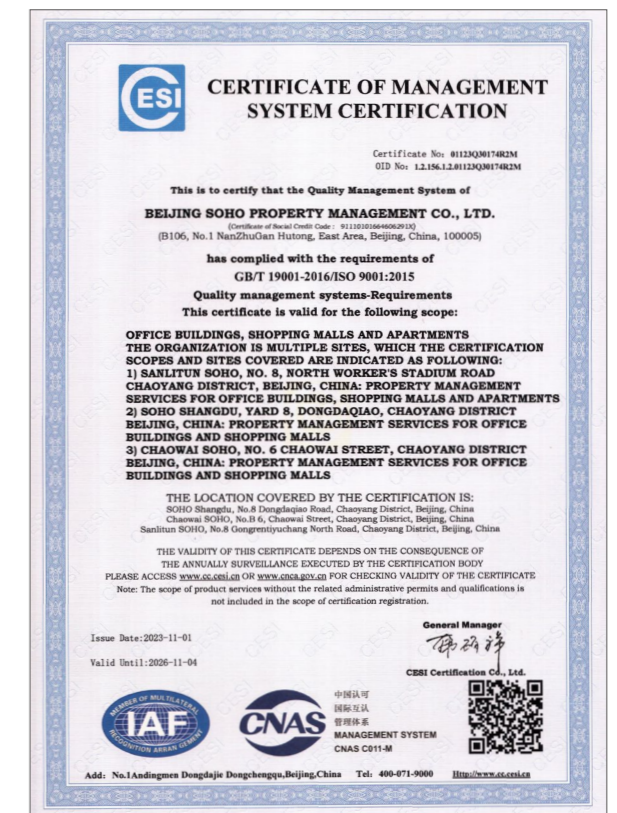 CESI
CERTIFICATE OF MANAGEMENT
SYSTEM CERTIFICATION
Certificate No: 01123Q30174R2M
OID No: 1.2.156.1.2.01123Q30174R2M
This is to certify that the Quality Management System of
BEIJING SOHO PROPERTY MANAGEMENT CO., LTD.
(Certificate of Social Credit Code : 91110101664606291X)
(B106, No.1 NanZhuGan Hutong, East Area, Beijing, China, 100005)
has complied with the requirements of
GB/T 19001-2016/ISO 9001:2015
Quality management systems-Requirements
This certificate is valid for the following scope:
OFFICE BUILDINGS, SHOPPING MALLS AND APARTMENTS
THE ORGANIZATION IS MULTIPLE SITES, WHICH THE CERTIFICATION
SCOPES AND SITES COVERED ARE INDICATED AS FOLLOWING:
1) SANLITUN SOHO, NO. 8, NORTH WORKER'S STADIUM ROAD
CHAOYANG DISTRICT, BEIJING, CHINA: PROPERTY MANAGEMENT
SERVICES FOR OFFICE BUILDINGS, SHOPPING MALLS AND APARTMENTS
2) SOHO SHANGDU, YARD 8, DONGDAQIAO, CHAOYANG DISTRICT
BEIJING, CHINA: PROPERTY MANAGEMENT SERVICES FOR OFFICE
BUILDINGS AND SHOPPING MALLS
3) CHAOWAI SOHO, NO. 6 CHAOWAI STREET, CHAOYANG DISTRICT
BEIJING, CHINA: PROPERTY MANAGEMENT SERVICES FOR OFFICE
BUILDINGS AND SHOPPING MALLS
THE LOCATION COVERED BY THE CERTIFICATION IS:
SOHO Shangdu, No.8 Dongdaqiao Road, Chaoyang District, Beijing, China
Chaowai SOHO, No.B 6, Chaowai Street, Chaoyang District, Beijing, China
Sanlitun SOHO, No.8 Gongrentiyuchang North Road, Chaoyang District, Beijing, China
THE VALIDITY OF THIS CERTIFICATE DEPENDS ON THE CONSEQUENCE OF
THE ANNUALLY SURVEILLANCE EXECUTED BY THE CERTIFICATION BODY
PLEASE ACCESS www.cc.cesi.cn OR www.cnca.gov.cn FOR CHECKING VALIDITY OF THE CERTIFICATE
Note: The scope of product services without the related administrative permits and qualifications is
not included in the scope of certification registration.
General Manager
Issue Date:2023-11-01
Valid Until:2026-11-04
CESI Certification Co., Ltd.
MEMBER OF MULTILATERAL
IAF
RECOGNITION ARRANGEMENT
CNAS
中国认可
国际互认
管理体系
MANAGEMENT SYSTEM
CNAS C011-M
Add: No.1Andingmen Dongdajie Dongchengqu,Beijing,China Tel: 400-071-9000 Http://www.cc.cesi.cn